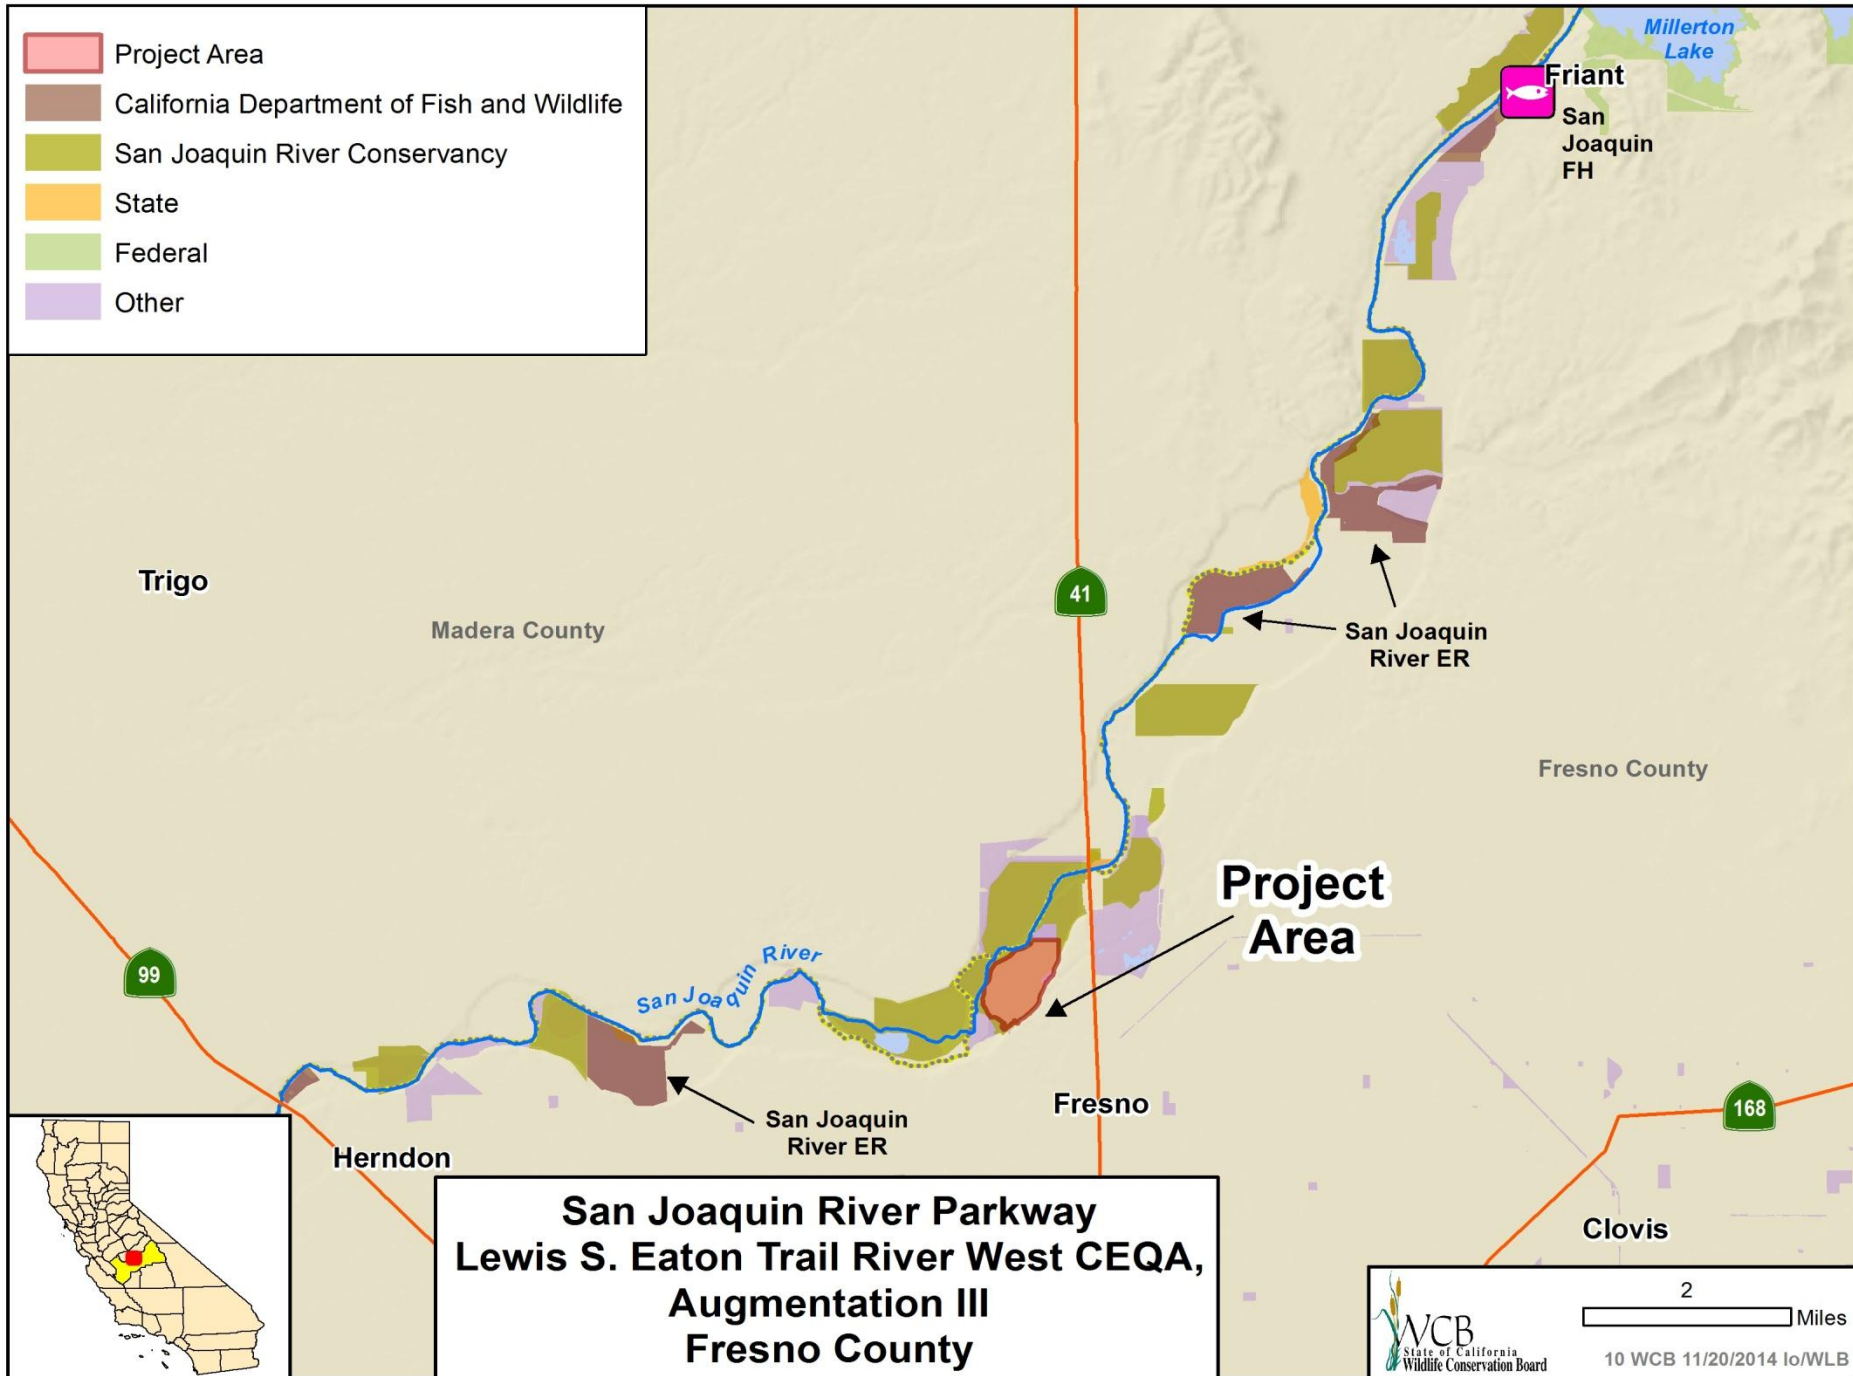 Project Area
California Department of Fish and Wildlife
San Joaquin River Conservancy
State
Federal
Other
Millerton
Lake
Friant
San
Joaquin
FH
Trigo
Madera County
41
San Joaquin
River ER
Fresno County
Project
Area
99
San Joaquin River
Fresno
168
San Joaquin
River ER
Herndon
Clovis
San Joaquin River Parkway
Lewis S. Eaton Trail River West CEQA,
Augmentation III
Fresno County
WCB
State of California
Wildlife Conservation Board
2
Miles
10 WCB 11/20/2014 lo/WLB